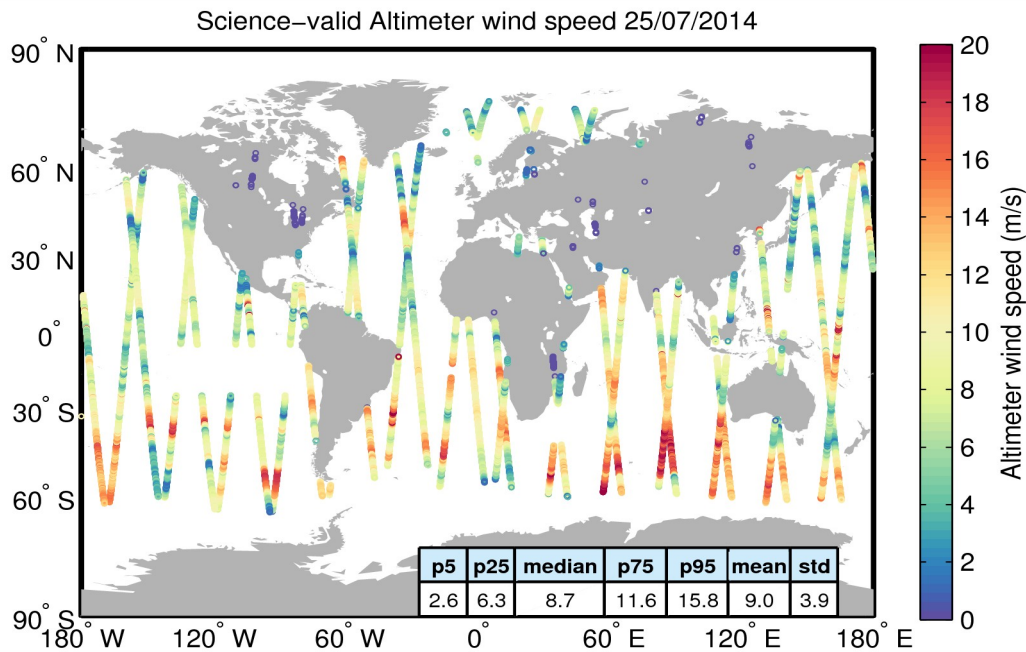 Science−valid Altimeter wind speed 25/07/2014
90° N
60° N
30° N
0°
30° S
60° S
90° S
180° W
120° W
60° W
0°
60° E
120° E
180° E
p5 p25 median p75 p95 mean std
2.6 6.3 8.7 11.6 15.8 9.0 3.9
20
18
16
14
12
10
8
6
4
2
0
Altimeter wind speed (m/s)